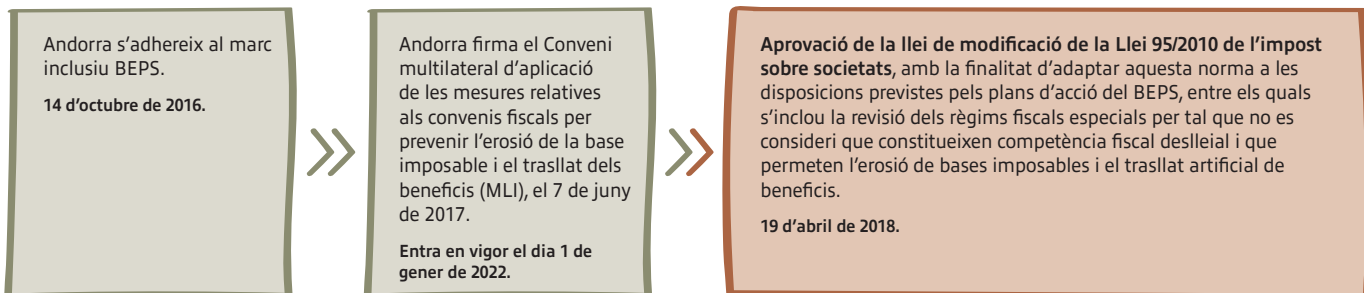 Andorra s’adhereix al marc
inclusiu BEPS.
14 d’octubre de 2016.
Andorra firma el Conveni
multilateral d’aplicació
de les mesures relatives
als convenis fiscals per
prevenir l’erosió de la base
imposable i el trasllat dels
beneficis (MLI), el 7 de juny
de 2017.
Entra en vigor el dia 1 de
gener de 2022.
Aprovació de la llei de modificació de la Llei 95/2010 de l’impost
sobre societats, amb la finalitat d’adaptar aquesta norma a les
disposicions previstes pels plans d’acció del BEPS, entre els quals
s’inclou la revisió dels règims fiscals especials per tal que no es
consideri que constitueixen competència fiscal deslleial i que
permeten l’erosió de bases imposables i el trasllat artificial de
beneficis.
19 d’abril de 2018.